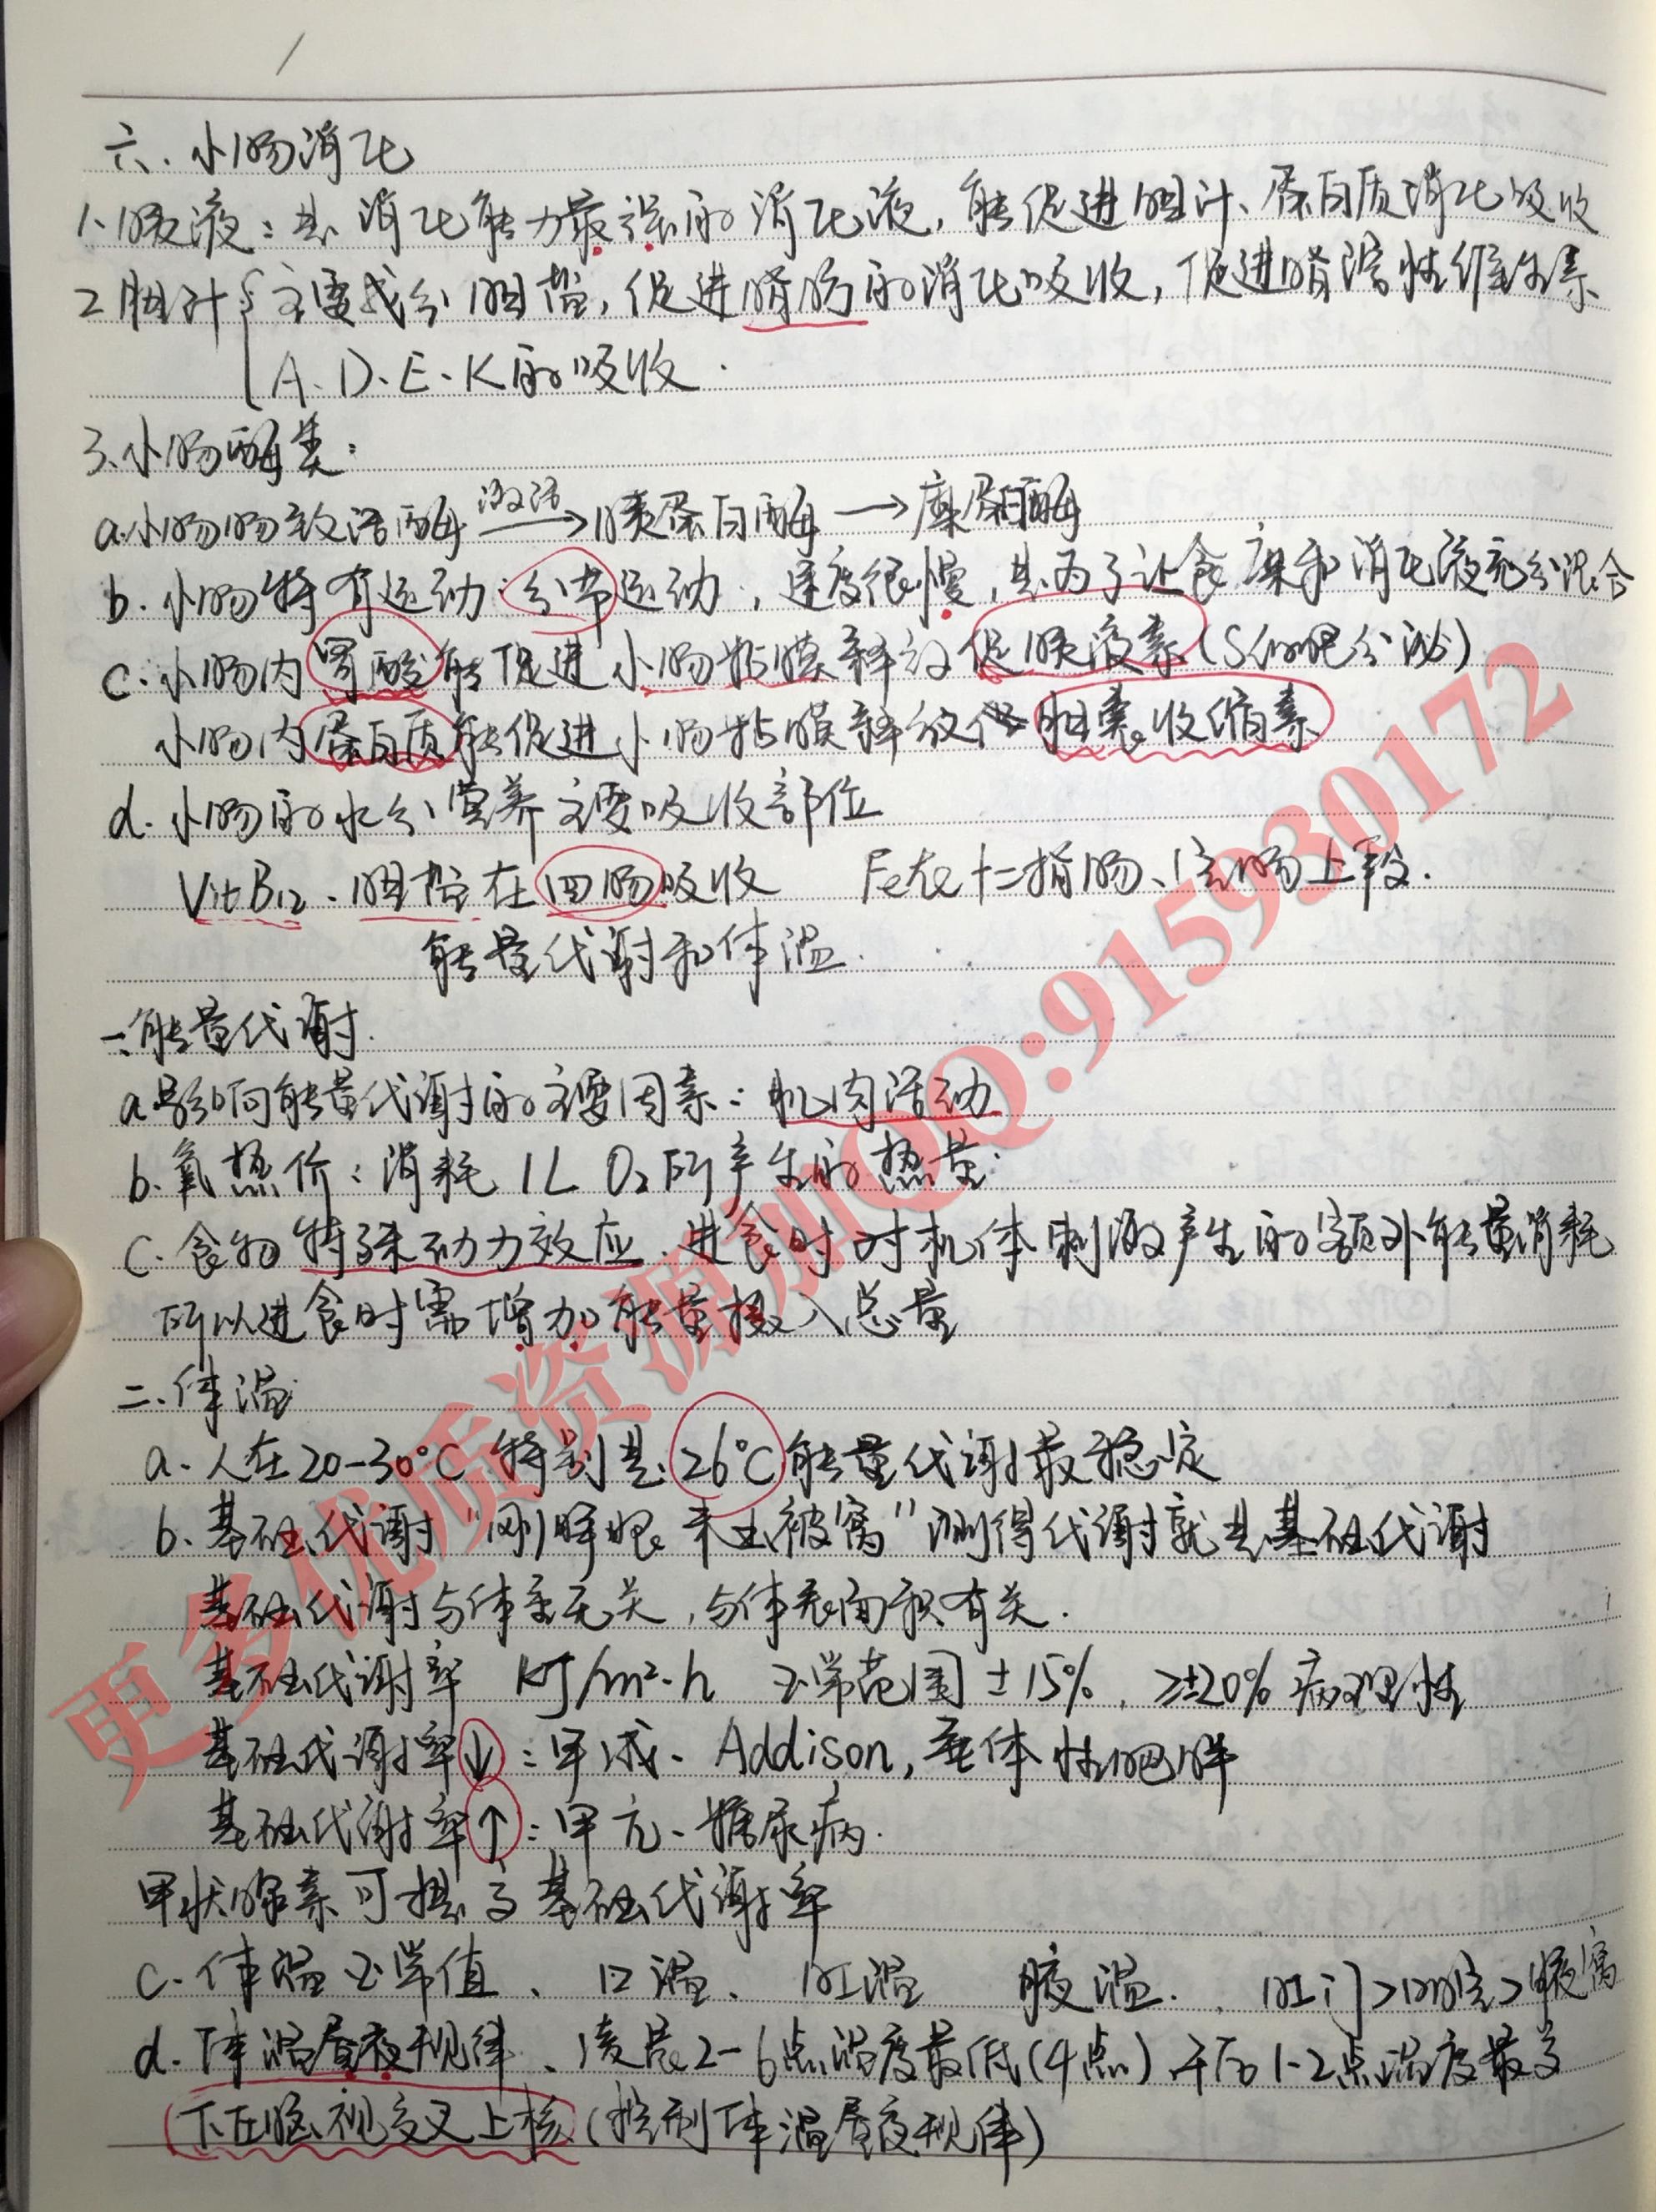 六、小肠消化
1、胰液：是消化能力最强的消化液，能促进胆汁、蛋白质消化吸收
2 胆汁 主要成分胆盐，促进脂肪的消化吸收，促进脂溶性维生素
A、D、E、K的吸收．
3、小肠酶类：
a.小肠肠致活酶 激活→ 胰蛋白酶 → 糜蛋白酶
b. 小肠特有运动：分节运动，速度很慢，是为了让食糜和消化液充分混合
c. 小肠内胃酸能促进小肠粘膜释放促胰液素（S细胞分泌）
小肠内蛋白质能促进小肠粘膜释放 胆囊收缩素
d. 小肠的水分营养主要吸收部位
VitB12、胆盐在回肠吸收 Fe在十二指肠、空肠上段．
能量代谢和体温．
一、能量代谢．
a.影响能量代谢的主要因素：肌肉活动
b. 氧热价：消耗 1L O₂所产生的热量．
C. 食物特殊动力效应．进食时对机体刺激产生的额外能量消耗
所以进食时需增加能量摄入总量
二、体温
a. 人在20-30℃ 特别是26℃能量代谢最稳定
b. 基础代谢"刚睁眼 未出被窝"测得代谢就是基础代谢
基础代谢与体重无关，与体表面积有关．
基础代谢率 KJ/m²·h 正常范围±15%．≥±20%病理性
基础代谢率↓：甲减、Addison，垂体性肥胖
基础代谢率↑：甲亢、糖尿病．
甲状腺素可提高基础代谢率
c. 体温正常值、口温、肛温 腋温．．肛门>口腔>腋窝
d. 体温昼夜规律、凌晨2-6点温度最低(4点) 午后1-2点温度最高
下丘脑视交叉上核(控制体温昼夜规律)
更多优质资源加QQ:915930172